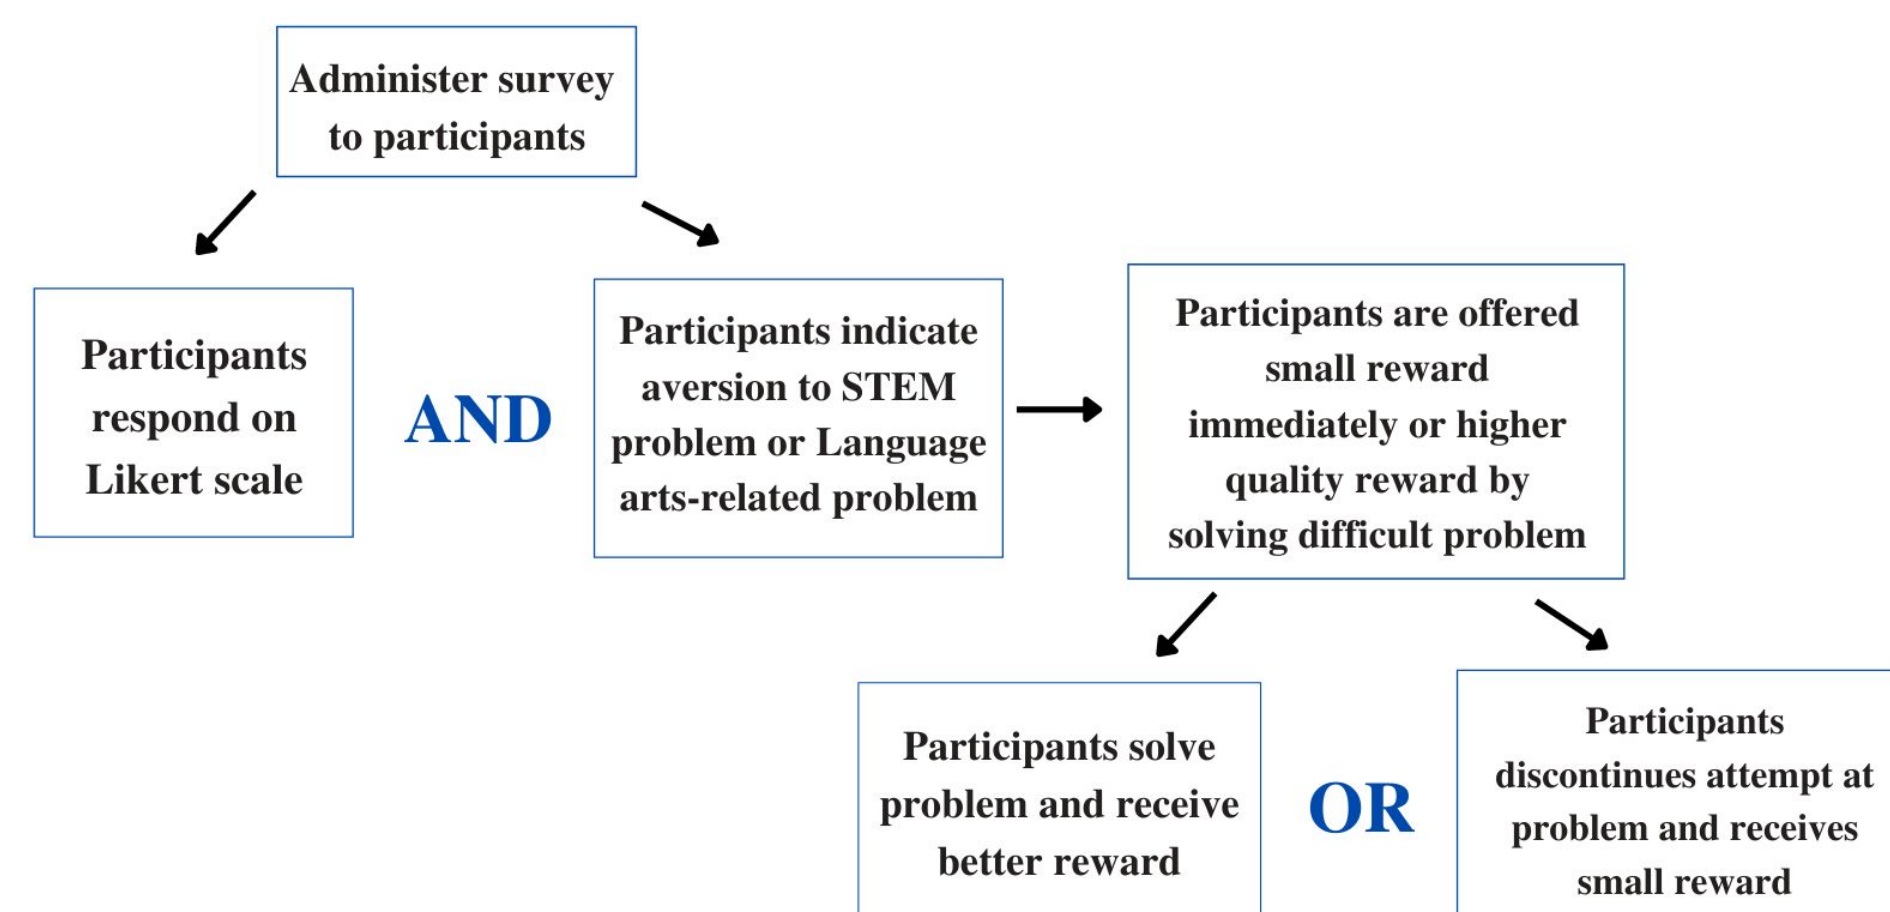 Administer survey
to participants
Participants
respond on
Likert scale
AND
Participants indicate
aversion to STEM
problem or Language
arts-related problem
Participants are offered
small reward
immediately or higher
quality reward by
solving difficult problem
Participants solve
problem and receive
better reward
OR
Participants
discontinues attempt at
problem and receives
small reward